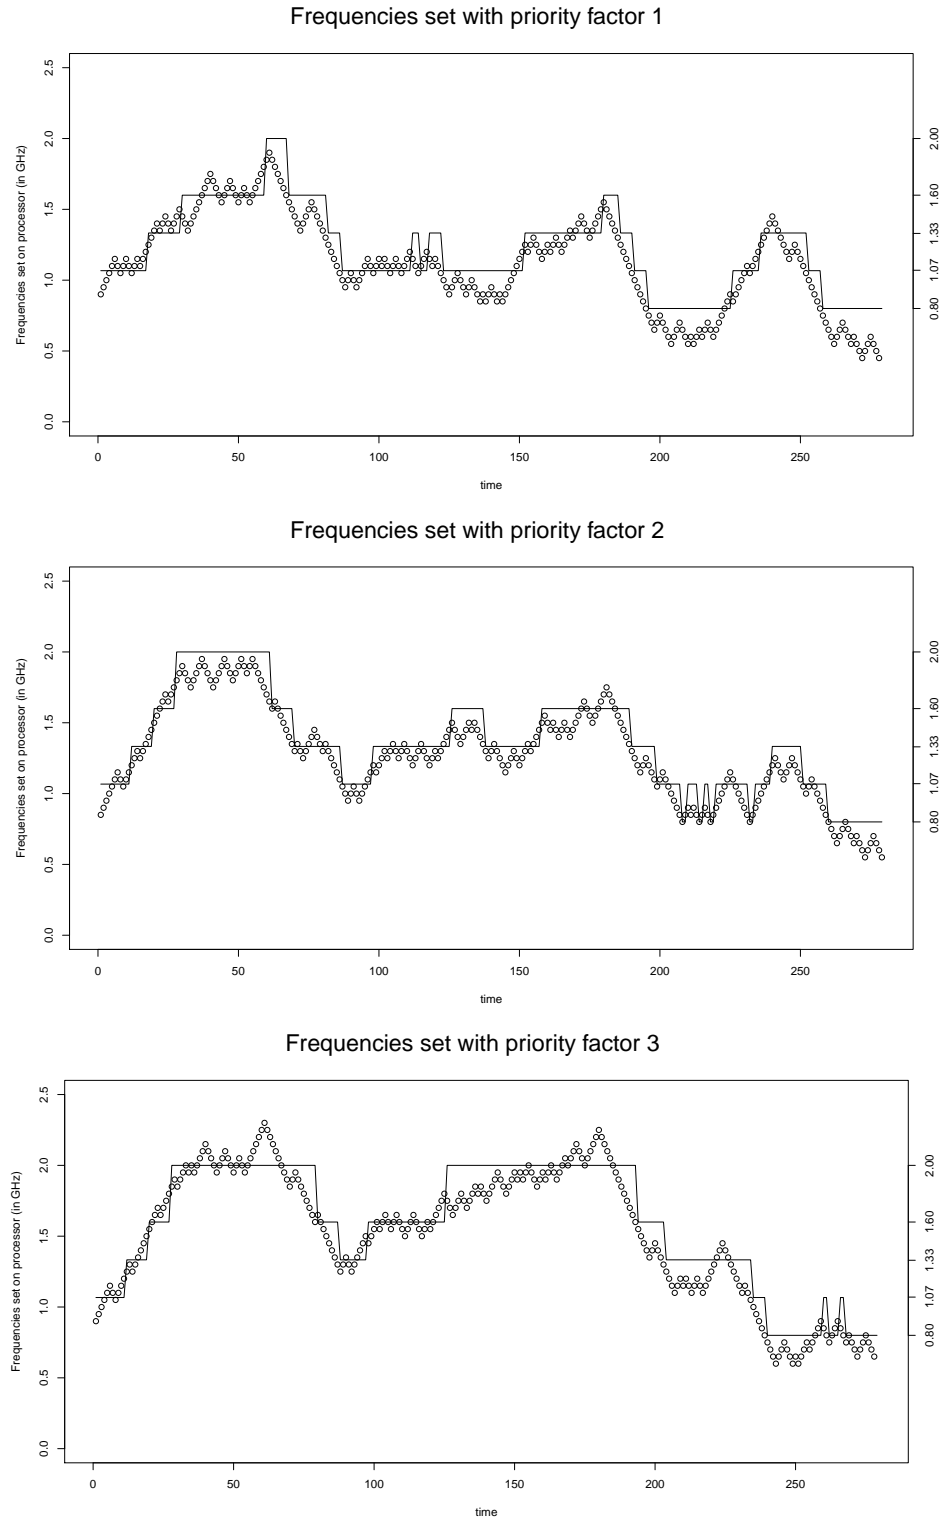 Frequencies set with priority factor 1
Frequencies set on processor (in GHz)
2.5
2.0
1.5
1.0
0.5
0.0
2.00
1.60
1.33
1.07
0.80
0 50 100 150 200 250
time
Frequencies set with priority factor 2
Frequencies set on processor (in GHz)
2.5
2.0
1.5
1.0
0.5
0.0
2.00
1.60
1.33
1.07
0.80
0 50 100 150 200 250
time
Frequencies set with priority factor 3
Frequencies set on processor (in GHz)
2.5
2.0
1.5
1.0
0.5
0.0
2.00
1.60
1.33
1.07
0.80
0 50 100 150 200 250
time